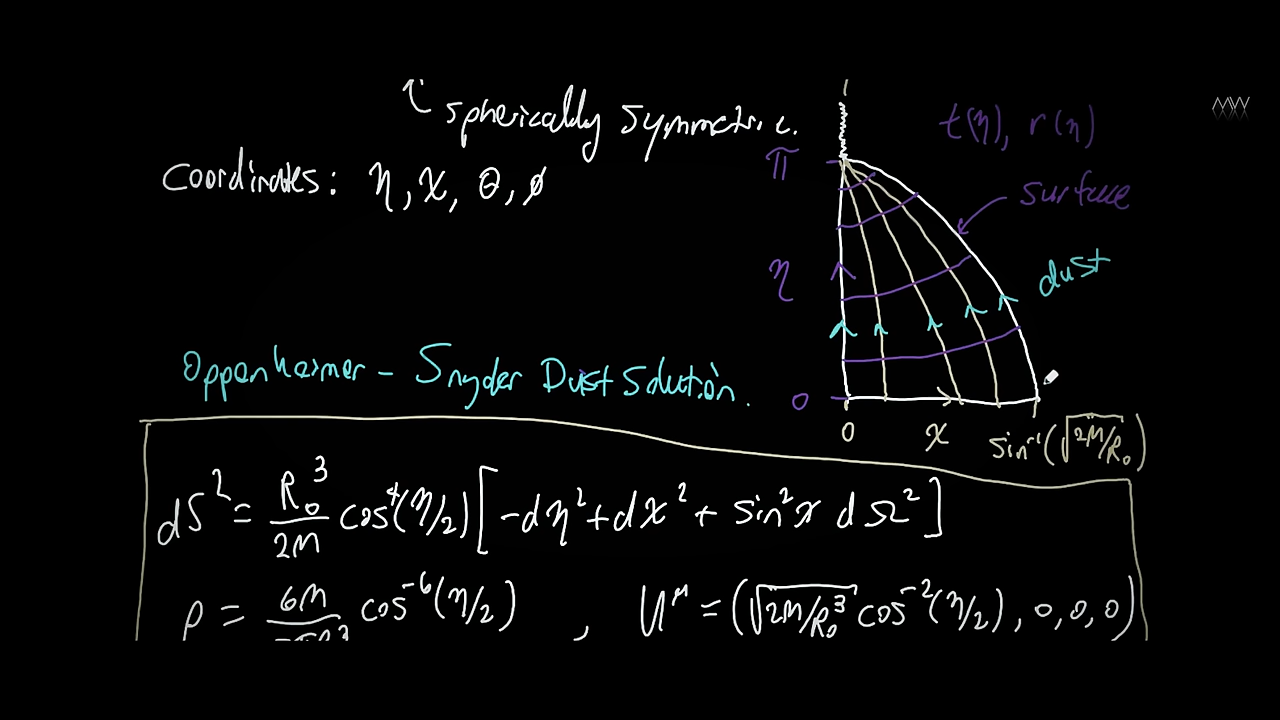 spherically symmetric.
Coordinates: η, χ, θ, ϕ
t(η), r(η)
π
surface
η
dust
0
0 χ sin⁻¹(√2M/R₀)
Oppenheimer - Snyder Dust Solution.
dS² = R₀³/2M cos⁴(η/2)[-dη² + dχ² + sin²χ dΩ²]
ρ = 6M/ cos⁻⁶(η/2) , U^μ = (√2M/R₀³ cos⁻²(η/2), 0, 0, 0)
MW